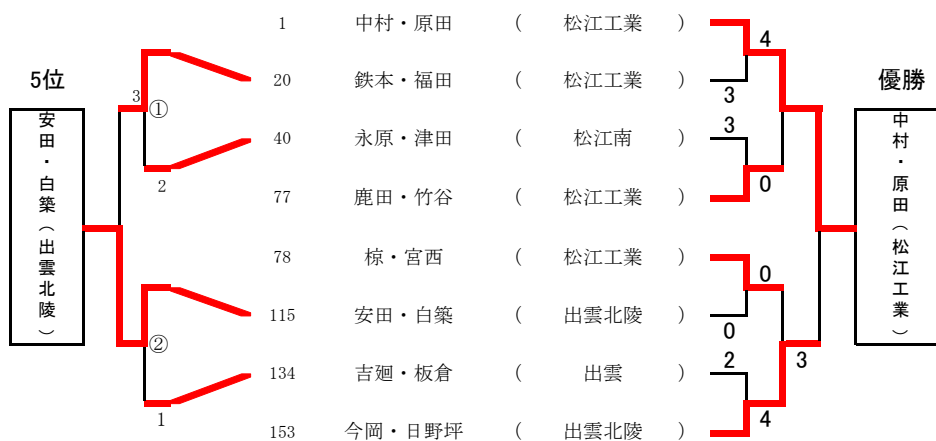 1 中村・原田 ( 松江工業 )
4
5位
20 鉄本・福田 ( 松江工業 )
優勝
3
3
①
40 永原・津田 ( 松江南 )
3
2
77 鹿田・竹谷 ( 松江工業 )
0
安田・白築(出雲北陵)
中村・原田(松江工業)
78 椋・宮西 ( 松江工業 )
0
115 安田・白築 ( 出雲北陵 )
0
②
134 吉廻・板倉 ( 出雲 )
2
3
1
4
153 今岡・日野坪 ( 出雲北陵 )